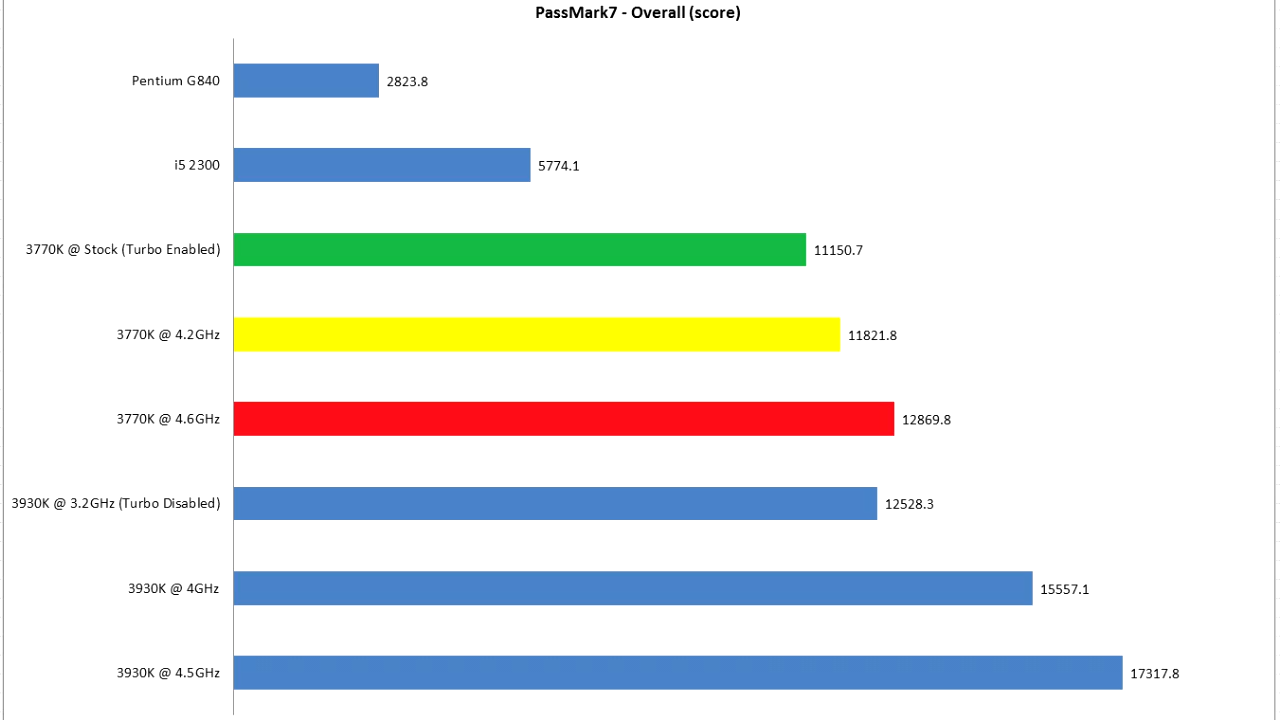 PassMark7 - Overall (score)
Pentium G840 2823.8
i5 2300 5774.1
3770K @ Stock (Turbo Enabled) 11150.7
3770K @ 4.2GHz 11821.8
3770K @ 4.6GHz 12869.8
3930K @ 3.2GHz (Turbo Disabled) 12528.3
3930K @ 4GHz 15557.1
3930K @ 4.5GHz 17317.8